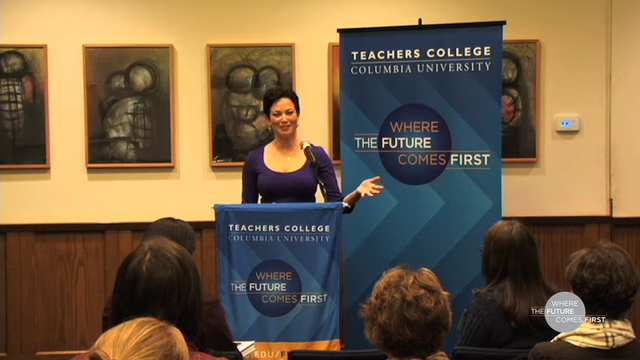 TEACHERS COLLEGE
COLUMBIA UNIVERSITY
WHERE
THE FUTURE
COMES FIRST
TEACHERS COLLEGE
COLUMBIA UNIVERSITY
WHERE
THE FUTURE
COMES FIRST
WHERE
THE FUTURE
COMES FIRST